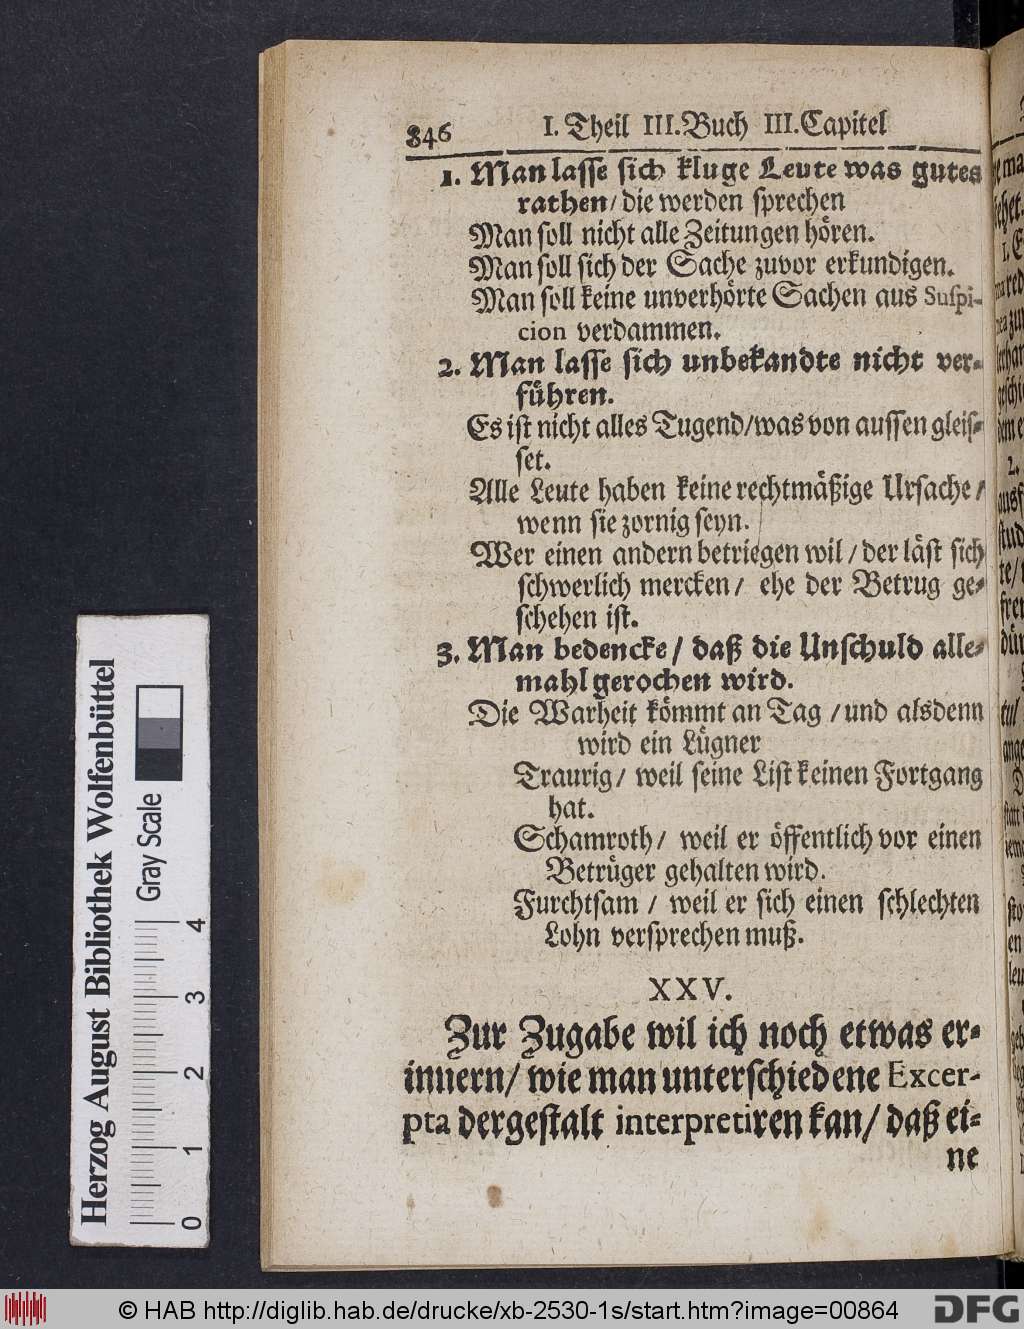 846 I. Theil III. Buch III. Capitel
1. Man lasse sich kluge Leute was gutes
rathen/ die werden sprechen
Man soll nicht alle Zeitungen hören.
Man soll sich der Sache zuvor erkundigen.
Man soll keine unverhörte Sachen aus Suspi-
cion verdammen.
2. Man lasse sich unbekandte nicht ver-
führen.
Es ist nicht alles Tugend/ was von aussen gleis-
set.
Alle Leute haben keine rechtmäßige Ursache/
wenn sie zornig seyn.
Wer einen andern betriegen wil/ der läst sich
schwerlich mercken/ ehe der Betrug ge-
schehen ist.
3. Man bedencke/ daß die Unschuld alle-
mahl gerochen wird.
Die Warheit kömmt an Tag/ und alsdenn
wird ein Lügner
Traurig/ weil seine List keinen Fortgang
hat.
Schamroth/ weil er öffentlich vor einen
Betrüger gehalten wird.
Furchtsam/ weil er sich einen schlechten
Lohn versprechen muß.
XXV.
Zur Zugabe wil ich noch etwas er-
innern/ wie man unterschiedene Excer-
pta dergestalt interpretiren kan/ daß ei-
ne
Herzog August Bibliothek Wolfenbüttel
Gray Scale
0 1 2 3 4
© HAB http://diglib.hab.de/drucke/xb-2530-1s/start.htm?image=00864
DFG